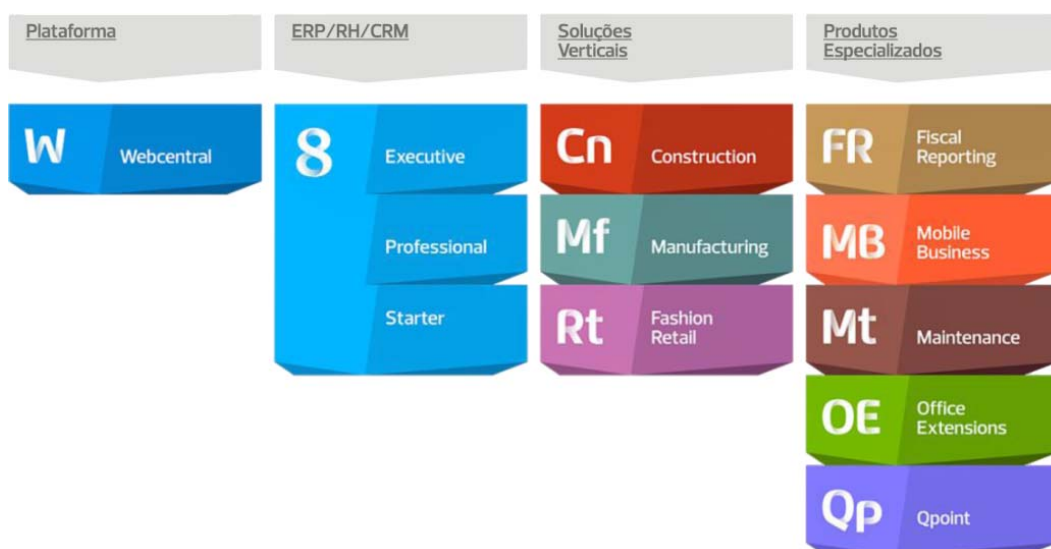 Plataforma
ERP/RH/CRM
Soluções
Verticais
Produtos
Especializados
W
Webcentral
8
Executive
Professional
Starter
Cn
Construction
Mf
Manufacturing
Rt
Fashion
Retail
FR
Fiscal
Reporting
MB
Mobile
Business
Mt
Maintenance
OE
Office
Extensions
Qp
Qpoint